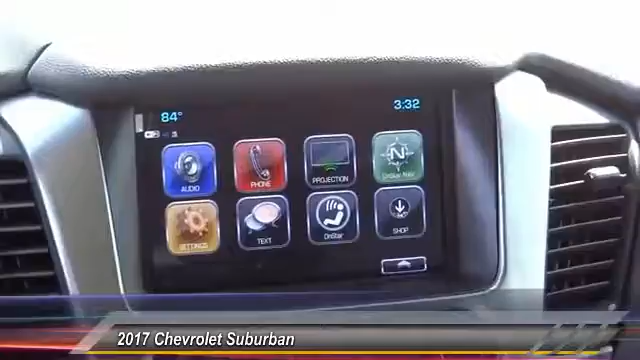 84°
3:32
AUDIO
PHONE
PROJECTION
N
OnStar Nav
SETTINGS
TEXT
OnStar
SHOP
2017 Chevrolet Suburban